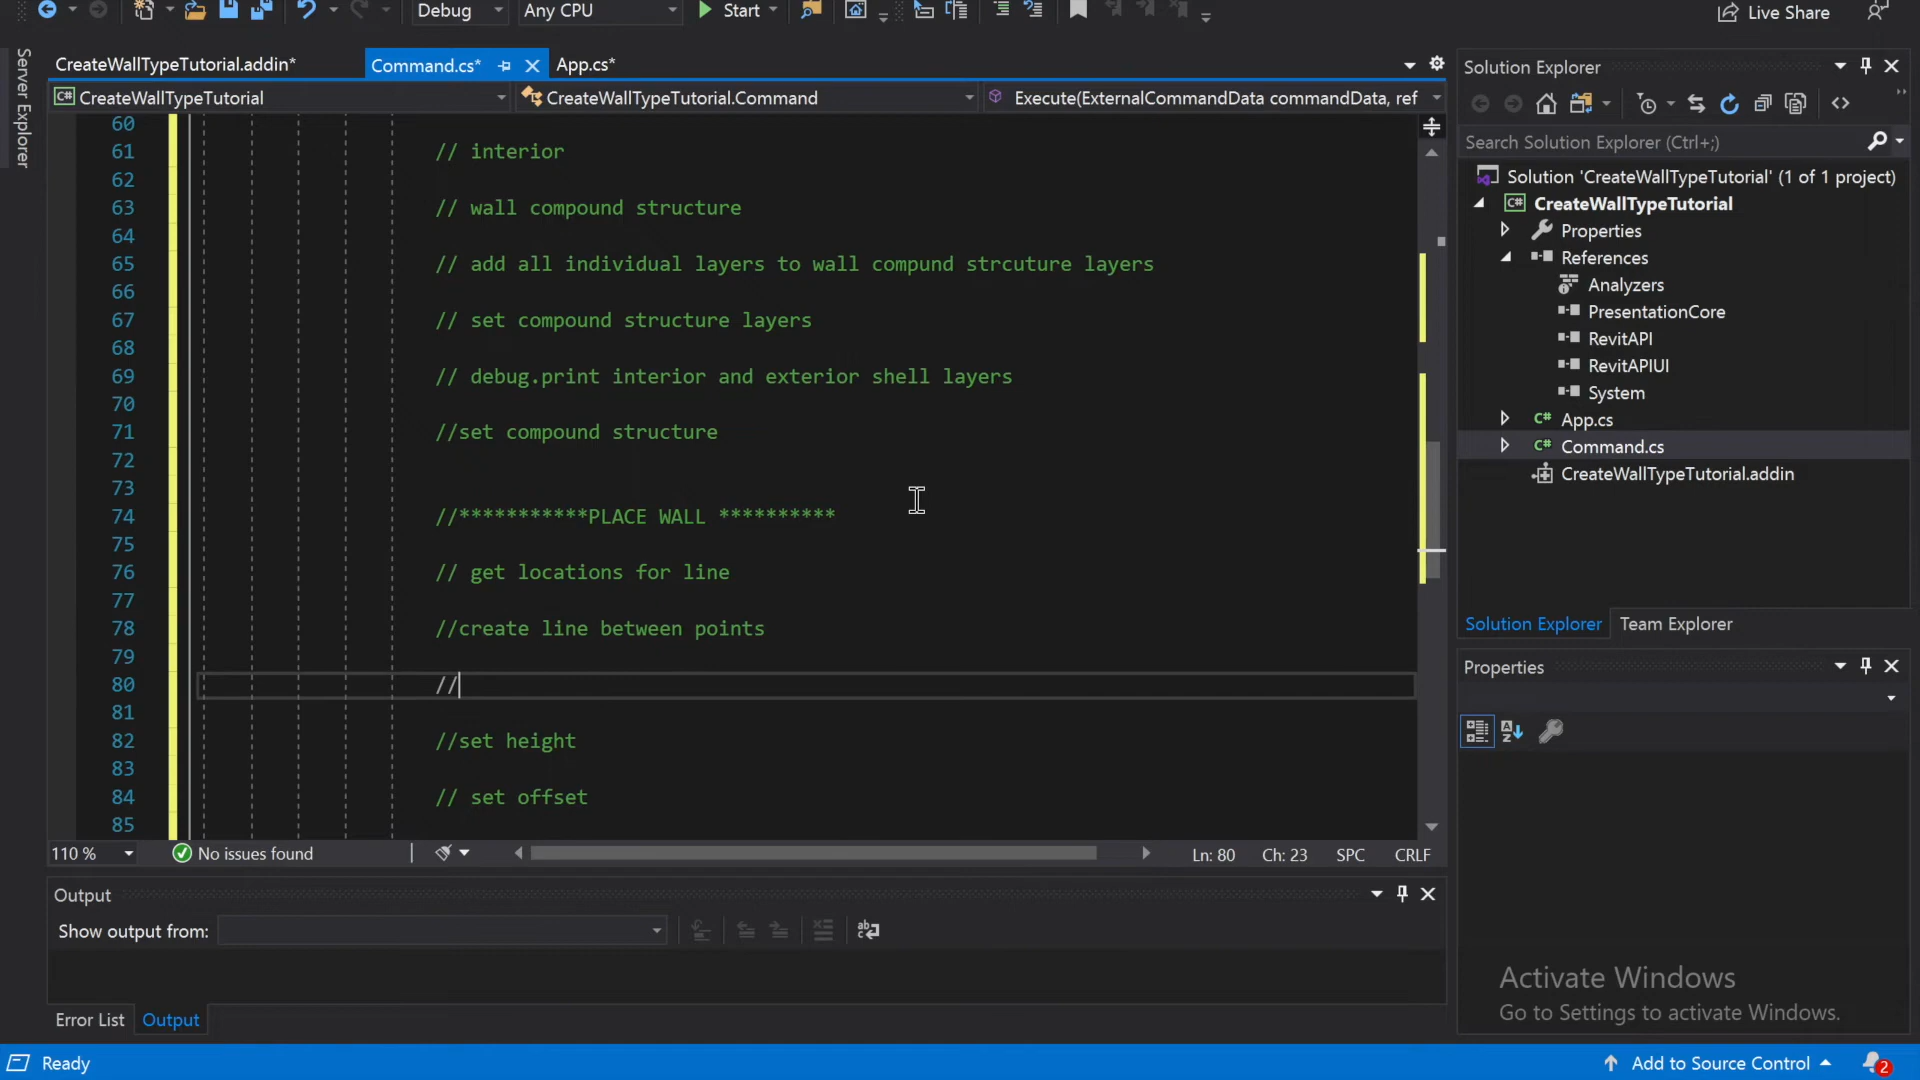 Debug
Any CPU
Start
Live Share
Server Explorer
CreateWallTypeTutorial.addin*
Command.cs*
App.cs*
CreateWallTypeTutorial
CreateWallTypeTutorial.Command
Execute(ExternalCommandData commandData, ref
60
61 // interior
62
63 // wall compound structure
64
65 // add all individual layers to wall compund strcuture layers
66
67 // set compound structure layers
68
69 // debug.print interior and exterior shell layers
70
71 //set compound structure
72
73
74 //***********PLACE WALL **********
75
76 // get locations for line
77
78 //create line between points
79
80 //
81
82 //set height
83
84 // set offset
85
110 %
No issues found
Ln: 80
Ch: 23
SPC
CRLF
Output
Show output from:
Error List
Output
Solution Explorer
Search Solution Explorer (Ctrl+;)
Solution 'CreateWallTypeTutorial' (1 of 1 project)
C# CreateWallTypeTutorial
Properties
References
Analyzers
PresentationCore
RevitAPI
RevitAPIUI
System
C# App.cs
C# Command.cs
CreateWallTypeTutorial.addin
Solution Explorer
Team Explorer
Properties
Activate Windows
Go to Settings to activate Windows.
Ready
Add to Source Control
2